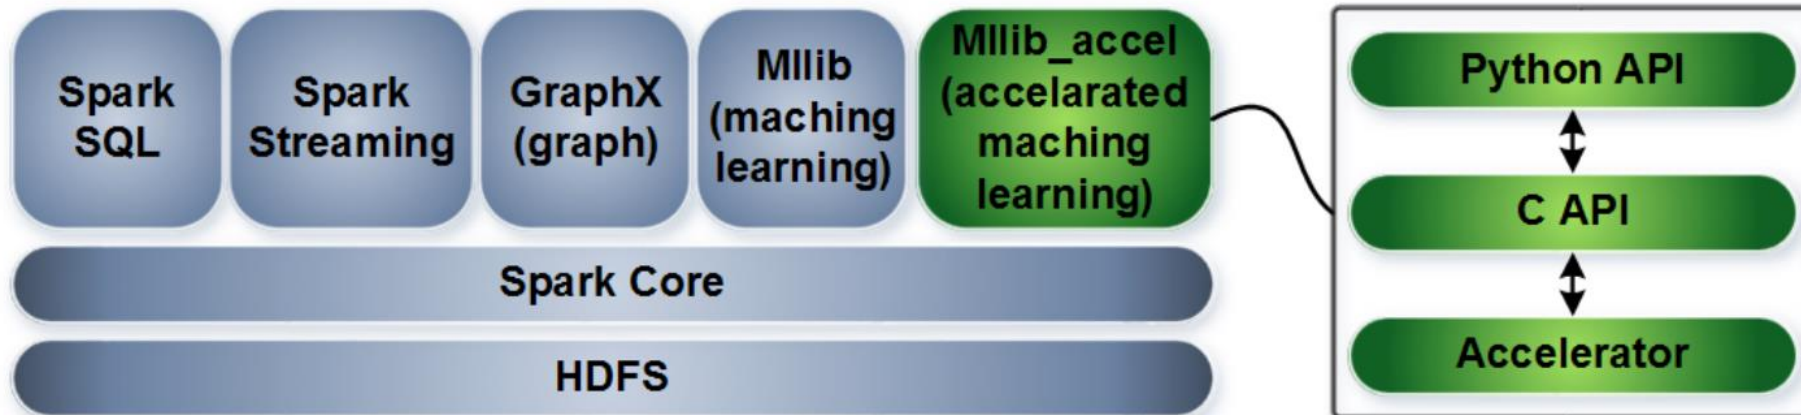 Spark
SQL
Spark
Streaming
GraphX
(graph)
Mllib
(maching
learning)
Mllib_accel
(accelarated
maching
learning)
Spark Core
HDFS
Python API
C API
Accelerator